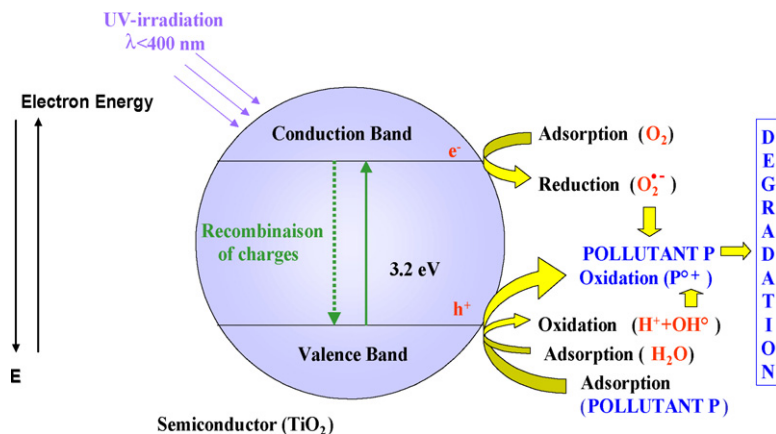 UV-irradiation
λ<400 nm
Electron Energy
E
Conduction Band
e-
Recombinaison
of charges
3.2 eV
h+
Valence Band
Semiconductor (TiO₂)
Adsorption (O₂)
Reduction (O₂•-)
POLLUTANT P
Oxidation (P°⁺)
Oxidation (H⁺+OH°)
Adsorption (H₂O)
Adsorption
(POLLUTANT P)
DEGRADATION